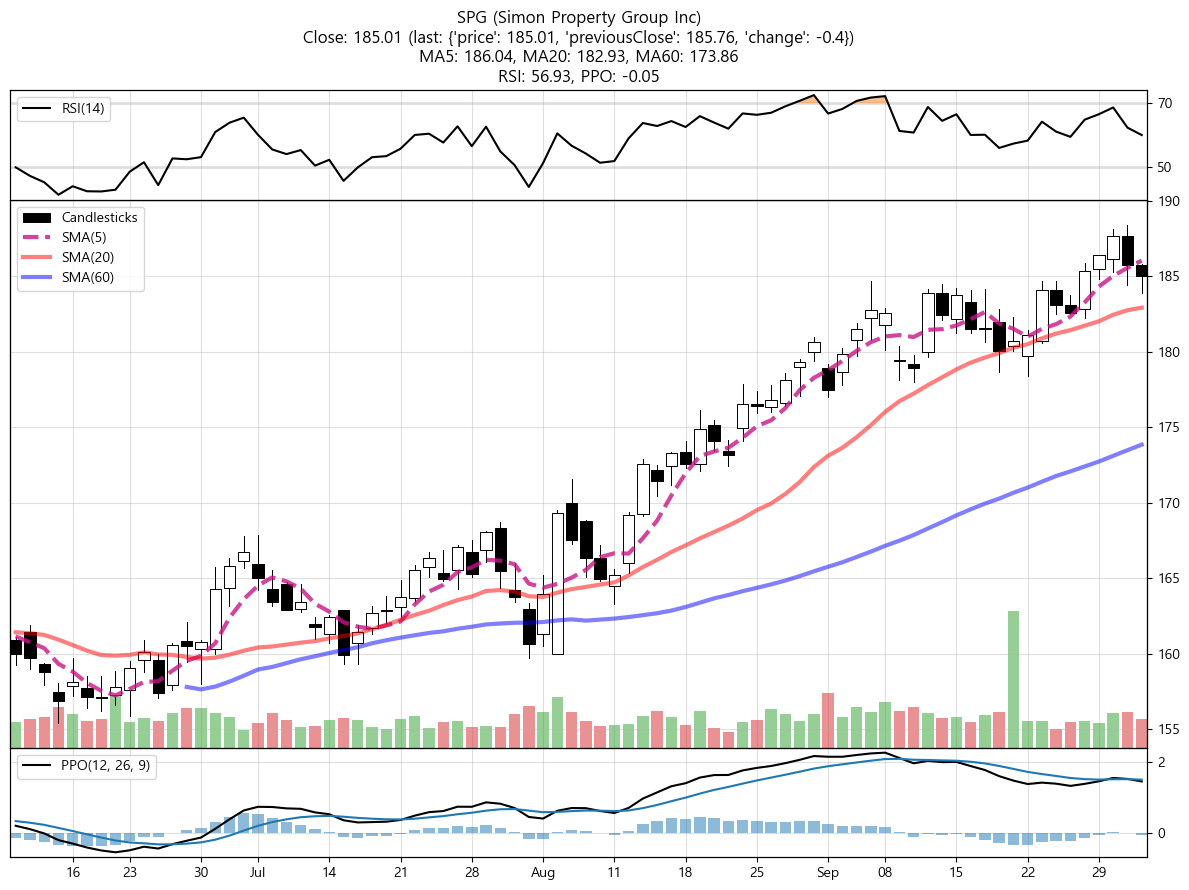 SPG (Simon Property Group Inc)
Close: 185.01 (last: {'price': 185.01, 'previousClose': 185.76, 'change': -0.4})
MA5: 186.04, MA20: 182.93, MA60: 173.86
RSI: 56.93, PPO: -0.05
RSI(14)
70
50
190
Candlesticks
SMA(5)
SMA(20)
SMA(60)
185
180
175
170
165
160
155
PPO(12, 26, 9)
2
0
16 23 30 Jul 14 21 28 Aug 11 18 25 Sep 08 15 22 29